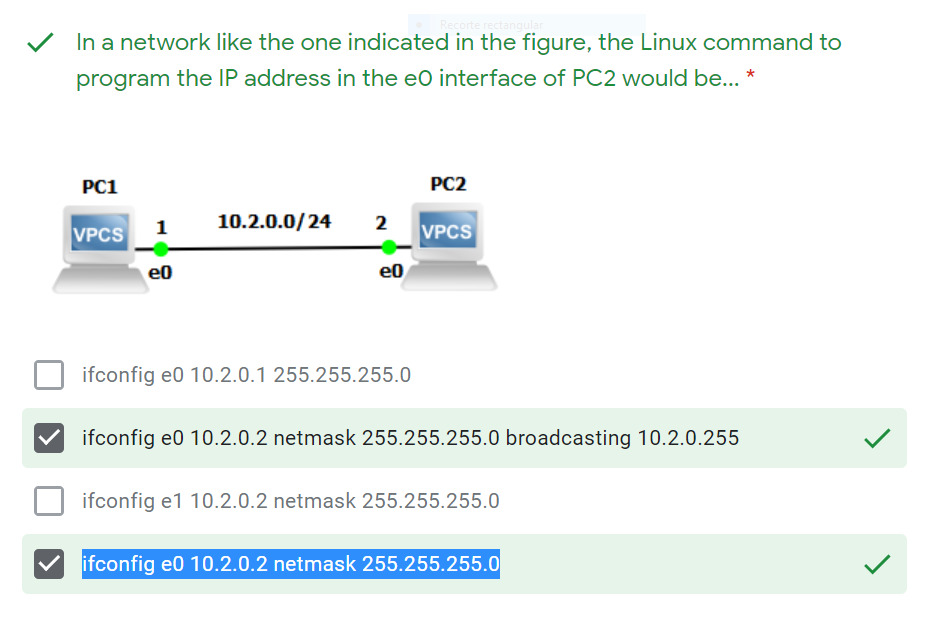 Recorte rectangular
In a network like the one indicated in the figure, the Linux command to
program the IP address in the e0 interface of PC2 would be... *
PC1
PC2
1
10.2.0.0/24
2
VPCS
VPCS
e0
e0
ifconfig e0 10.2.0.1 255.255.255.0
ifconfig e0 10.2.0.2 netmask 255.255.255.0 broadcasting 10.2.0.255
ifconfig e1 10.2.0.2 netmask 255.255.255.0
ifconfig e0 10.2.0.2 netmask 255.255.255.0